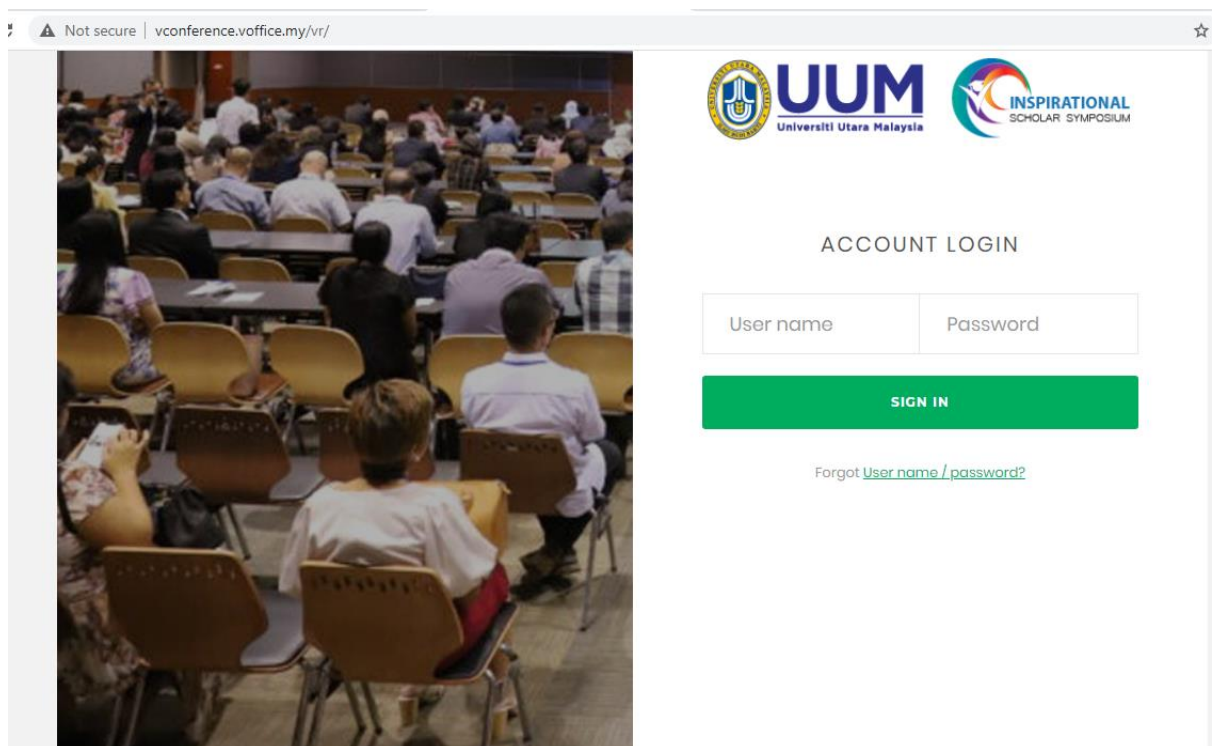 Not secure | vconference.voffice.my/vr/
UUM
Universiti Utara Malaysia
INSPIRATIONAL
SCHOLAR SYMPOSIUM
ACCOUNT LOGIN
User name
Password
SIGN IN
Forgot User name / password?